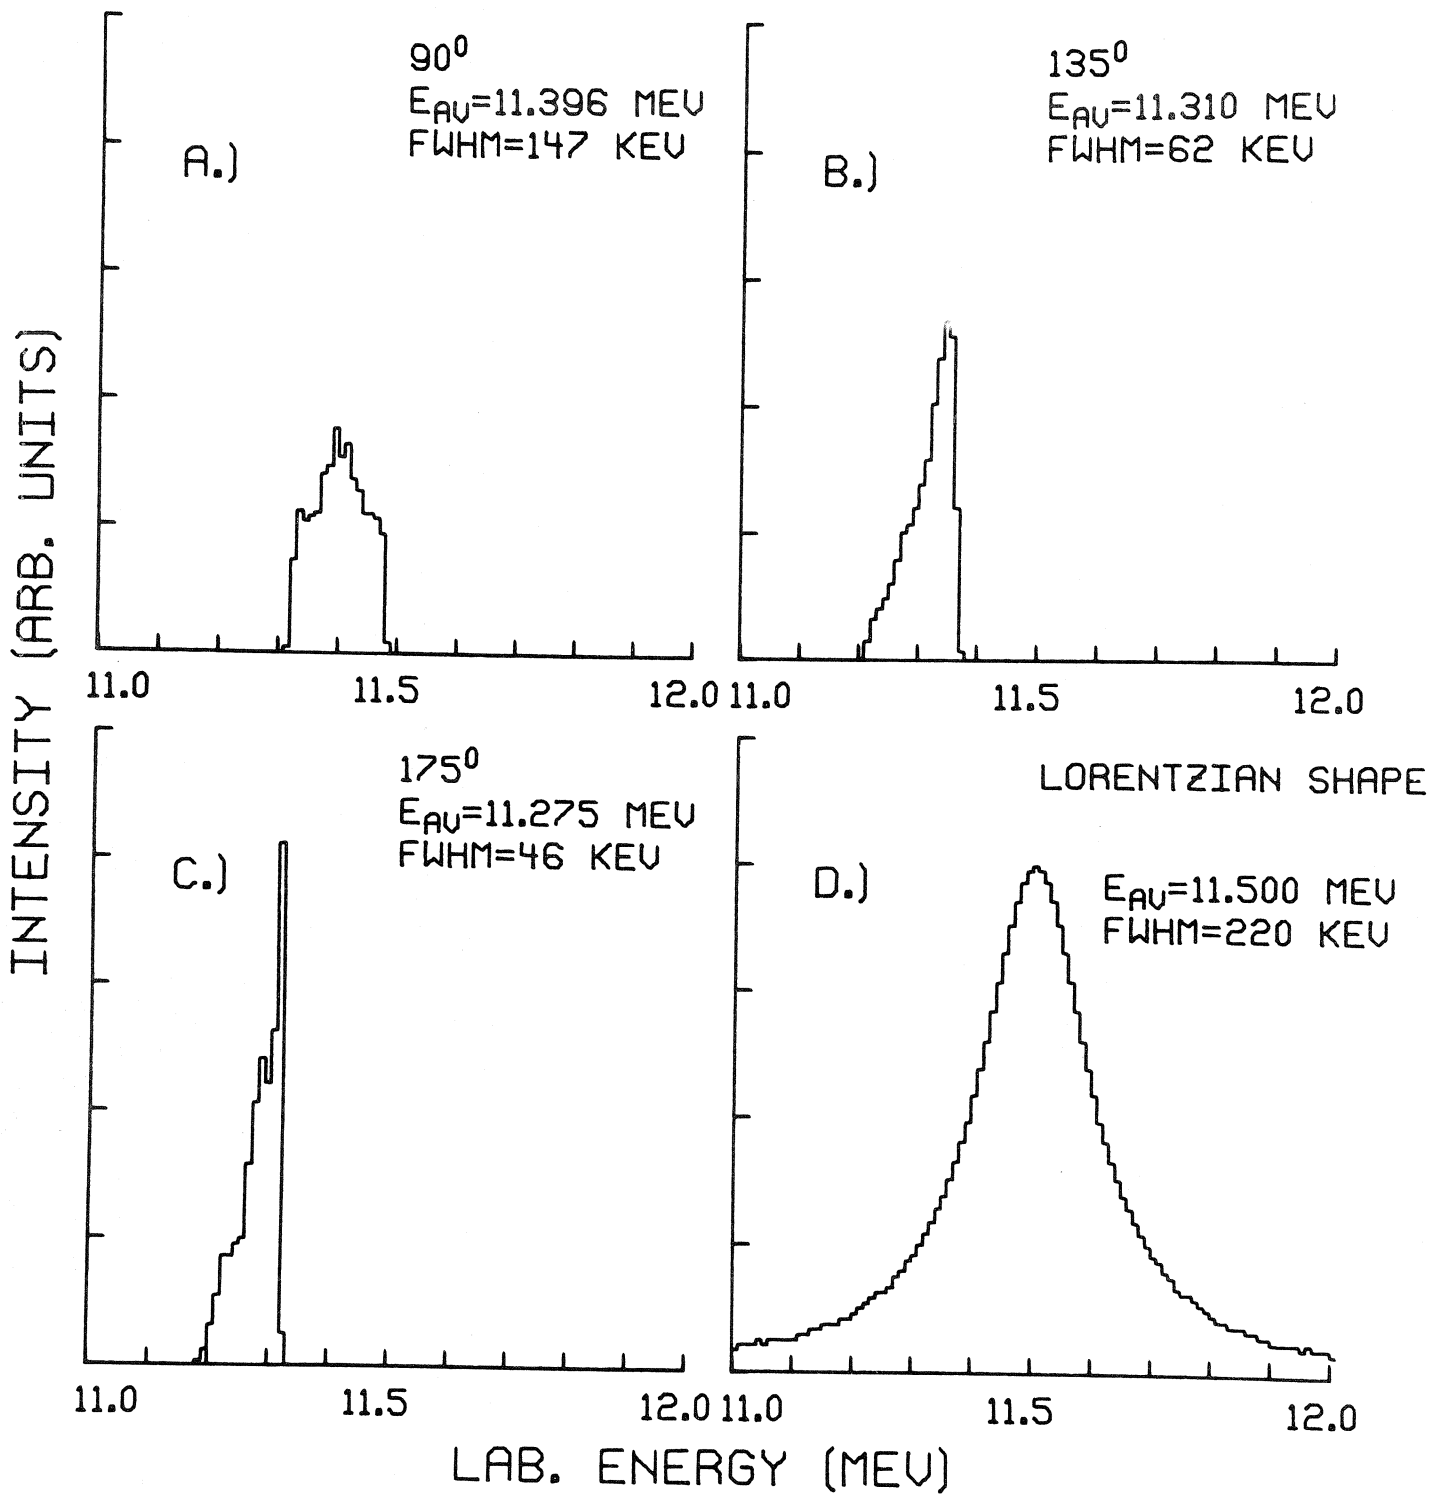 INTENSITY (ARB. UNITS)
A.)
90⁰
E_AV=11.396 MEV
FWHM=147 KEV
11.0 11.5 12.0
B.)
135⁰
E_AV=11.310 MEV
FWHM=62 KEV
11.0 11.5 12.0
C.)
175⁰
E_AV=11.275 MEV
FWHM=46 KEV
11.0 11.5 12.0
D.)
LORENTZIAN SHAPE
E_AV=11.500 MEV
FWHM=220 KEV
11.0 11.5 12.0
LAB. ENERGY (MEV)